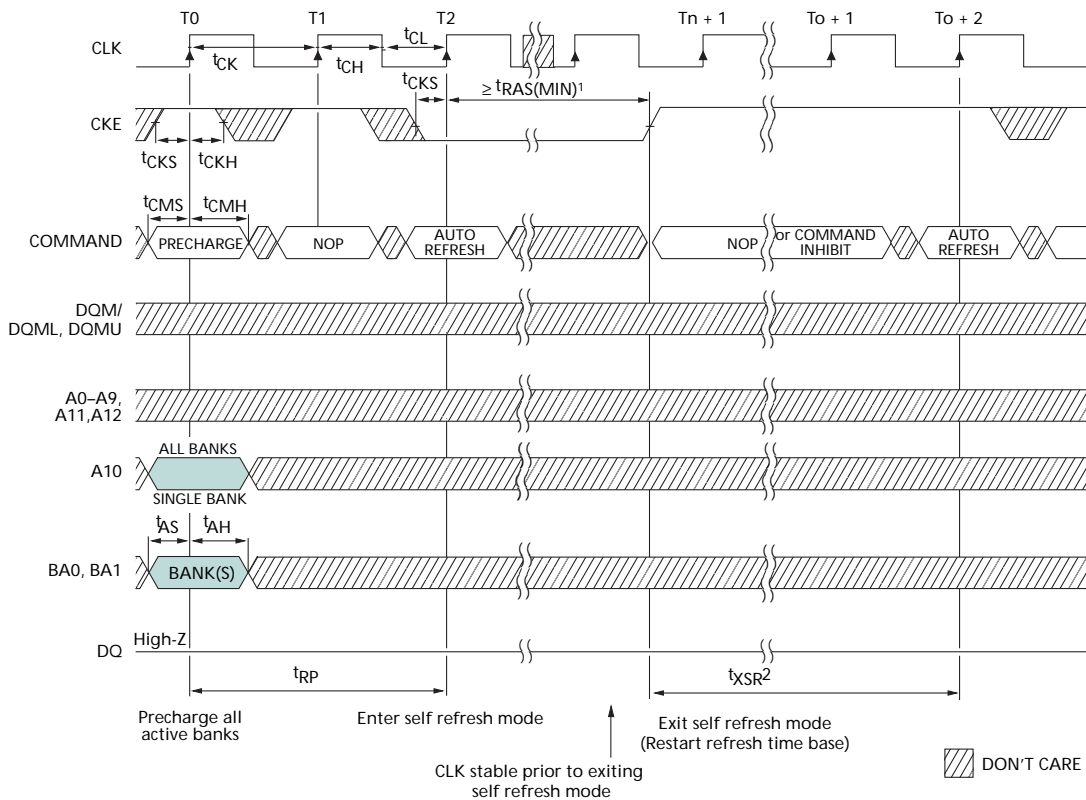 T0 T1 T2 Tn + 1 To + 1 To + 2
CLK
tCK tCH tCL
tCKS ≥ tRAS(MIN)1
CKE
tCKS tCKH
tCMS tCMH
COMMAND PRECHARGE NOP AUTO REFRESH NOP or COMMAND INHIBIT AUTO REFRESH
DQM/
DQML, DQMU
A0–A9,
A11,A12
ALL BANKS
A10
SINGLE BANK
tAS tAH
BA0, BA1 BANK(S)
High-Z
DQ
tRP tXSR2
Precharge all
active banks
Enter self refresh mode
Exit self refresh mode
(Restart refresh time base)
CLK stable prior to exiting
self refresh mode
DON'T CARE